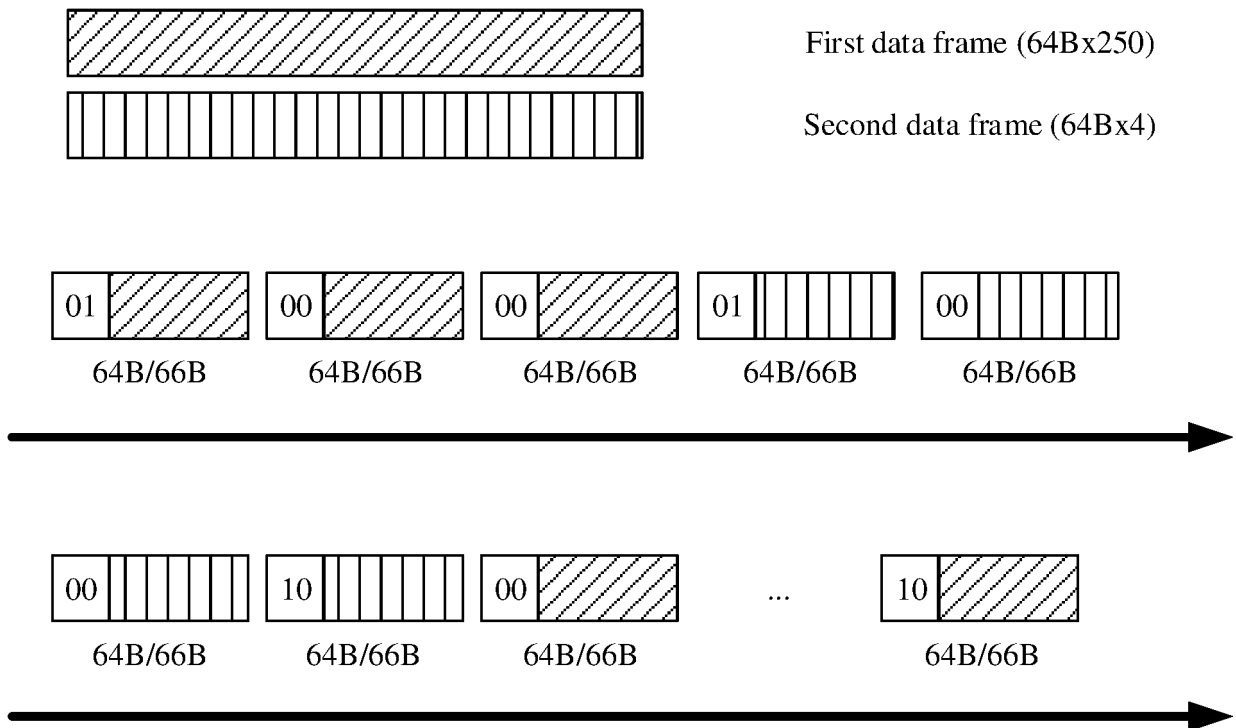 First data frame (64Bx250)
Second data frame (64Bx4)
01 00 00 01 00
64B/66B 64B/66B 64B/66B 64B/66B 64B/66B
00 10 00 ... 10
64B/66B 64B/66B 64B/66B 64B/66B